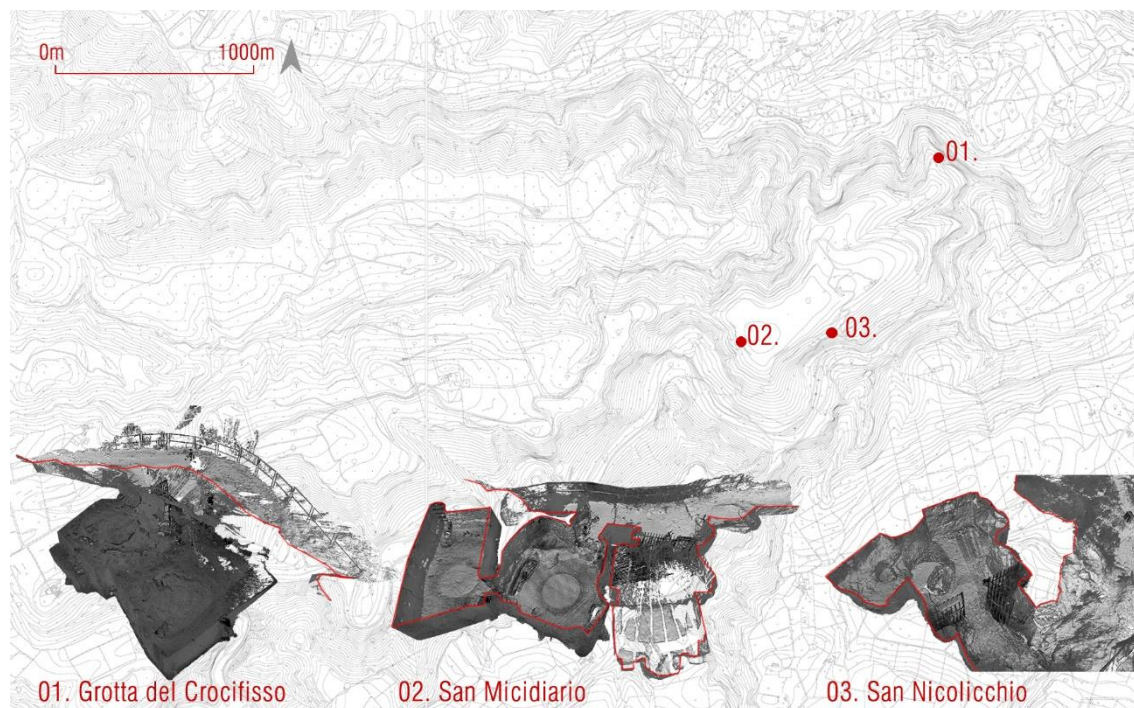 0m 1000m
01.
02. 03.
01. Grotta del Crocifisso 02. San Micidiario 03. San Nicolicchio